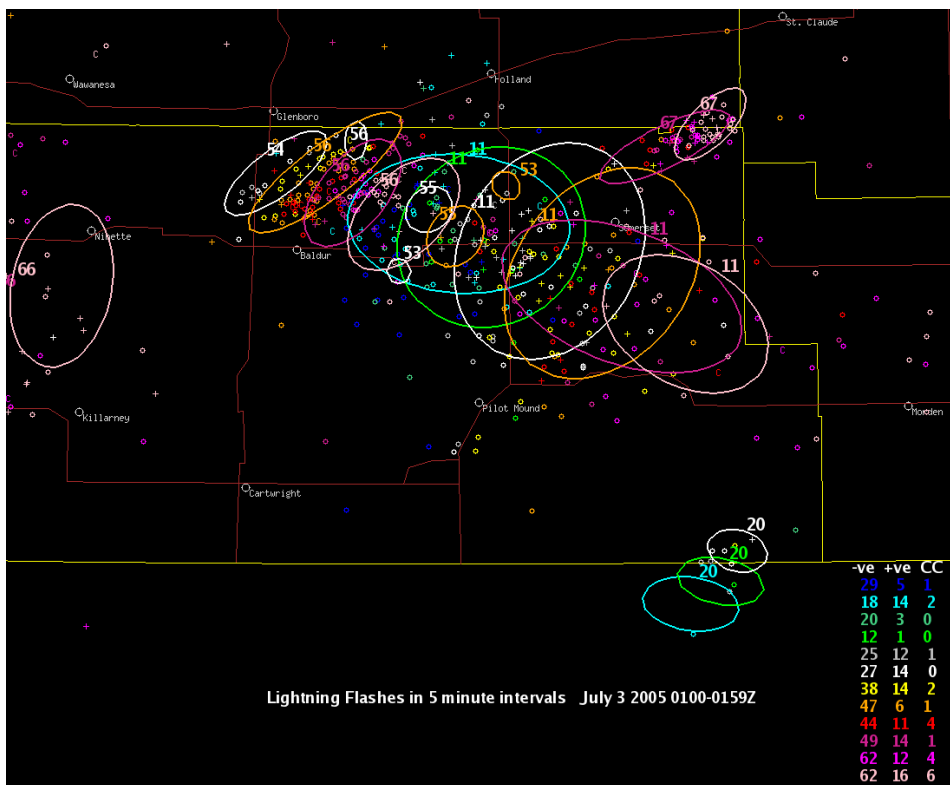 St. Claude
C
Wawanesa
Holland
67
Glenboro
67
56
56
11
54
11
C
56
56
53
55
11
C
C
55
11
Somerset
11
C
Ninette
Baldur
53
66
11
C
C
C
Killarney
Pilot Mound
Morden
Cartwright
20
20
20
-ve +ve CC
29 5 1
18 14 2
20 3 0
12 1 0
25 12 1
27 14 0
38 14 2
47 6 1
44 11 4
49 14 1
62 12 4
62 16 6
Lightning Flashes in 5 minute intervals July 3 2005 0100-0159Z